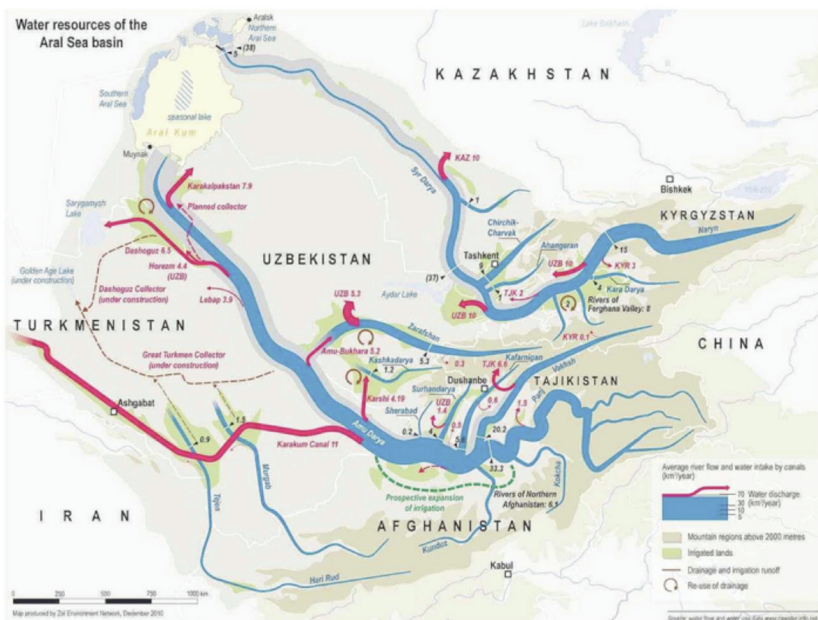 Water resources of the
Aral Sea basin
Aralsk
Northern
Aral Sea
(38)
5
Southern
Aral Sea
seasonal lake
Aral Kum
Muynak
KAZAKHSTAN
Lake Balkhash
KAZ 10
Syr Darya
1
Bishkek
KYRGYZSTAN
Naryn
Karakalpakstan 7.9
Planned collector
Sarygamysh
Lake
Dashoguz 6.5
Horezm 4.4
(UZB)
Golden Age Lake
(under construction)
Dashoguz Collector
(under construction)
Lebap 3.9
UZBEKISTAN
Chirchik-
Charvak
Tashkent
Ahangaran
15
UZB 10
KYR 3
Kara Darya
4
Rivers of
Ferghana Valley: 8
2
(37)
Aydar Lake
TJK 2
1
UZB 10
KYR 0.1
UZB 5.3
Zarafshan
5.3
0.3
TURKMENISTAN
Great Turkmen Collector
(under construction)
Amu-Bukhara 5.2
Kashkadarya
1.2
Karshi 4.19
CHINA
Kafarnigan
TJK 6.6
Vakhsh
Dushanbe
TAJIKISTAN
Surhandarya
Sherabad
UZB
1.4
0.6
1.5
Panj
0.2
4
0.5
5.6
20.2
33.3
Ashgabat
Karakum Canal 11
Amu Darya
0.9
1.5
Tejen
Murgab
Prospective expansion
of irrigation
Rivers of Northern
Afghanistan: 6.1
Kokcha
IRAN
AFGHANISTAN
Kunduz
Hari Rud
Kabul
Average river flow and water intake by canals
(km³/year)
70
30
10
5
Water discharge
(km³/year)
Mountain regions above 2000 metres
Irrigated lands
Drainage and irrigation runoff
Re-use of drainage
0 250 500 750 1000 km
Map produced by Zoï Environment Network, December 2010